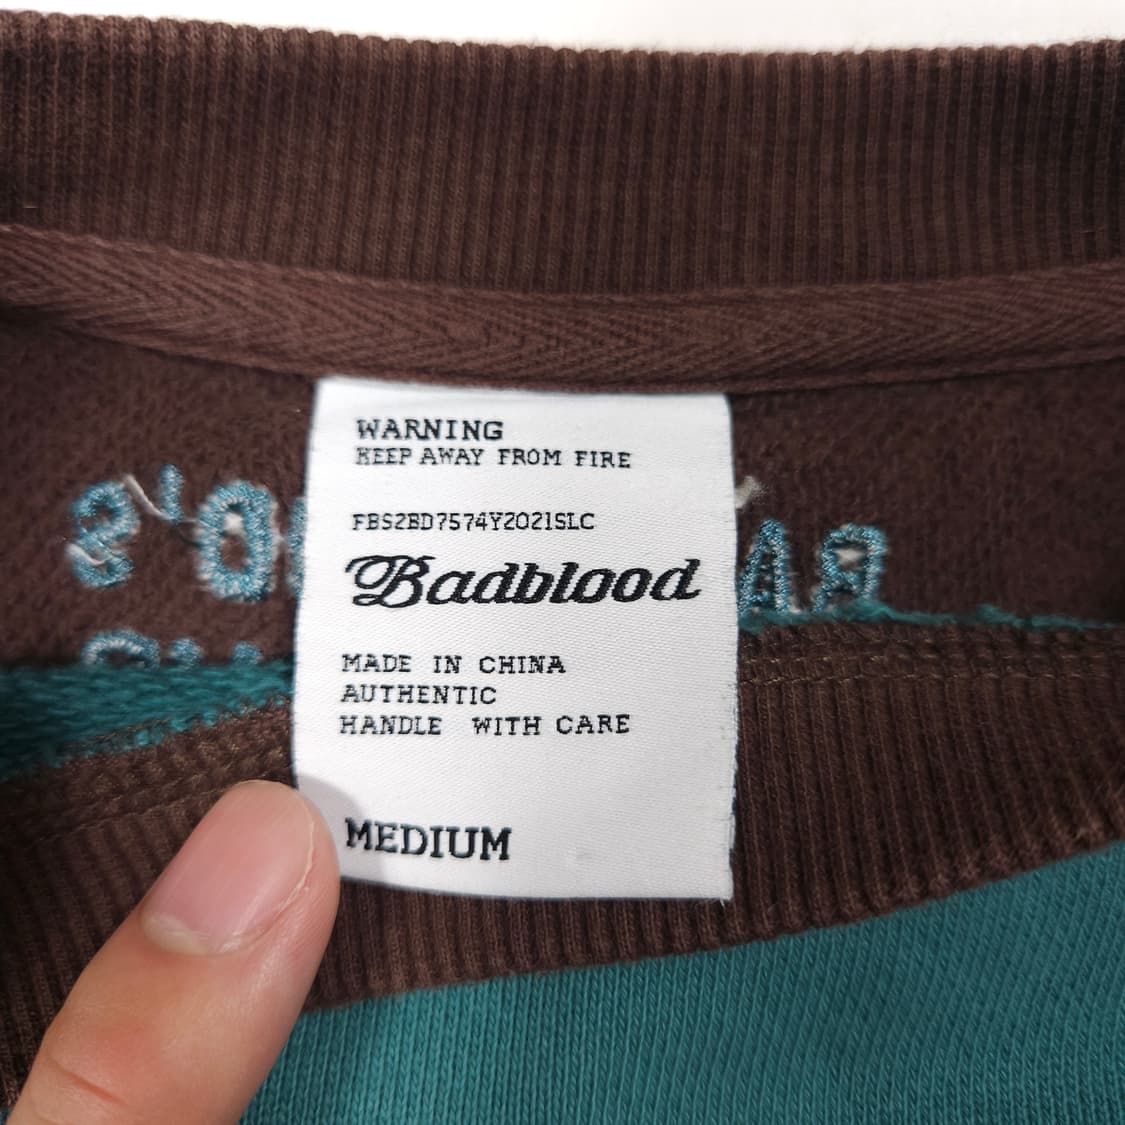 WARNING
KEEP AWAY FROM FIRE
FBS2BD7574Y2021SLC
Badblood
MADE IN CHINA
AUTHENTIC
HANDLE WITH CARE
MEDIUM